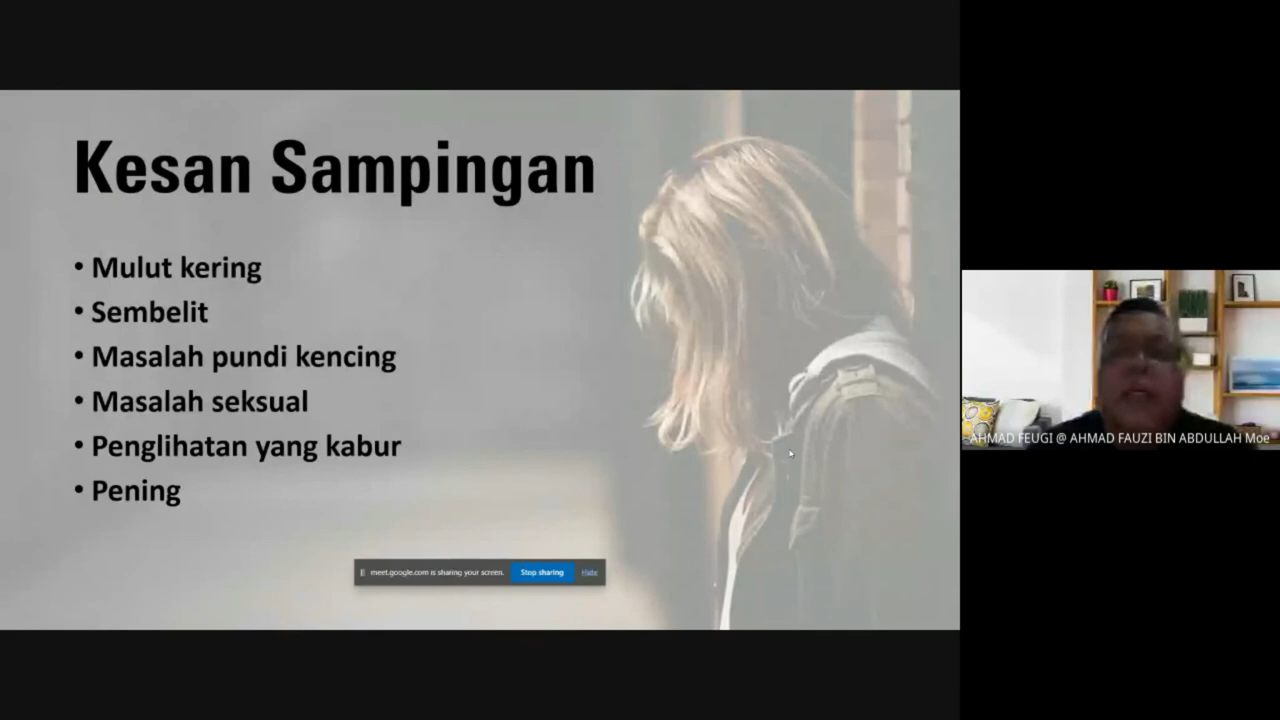 Kesan Sampingan
• Mulut kering
• Sembelit
• Masalah pundi kencing
• Masalah seksual
• Penglihatan yang kabur
• Pening
meet.google.com is sharing your screen. Stop sharing Hide
AHMAD FEUGI @ AHMAD FAUZI BIN ABDULLAH Moe